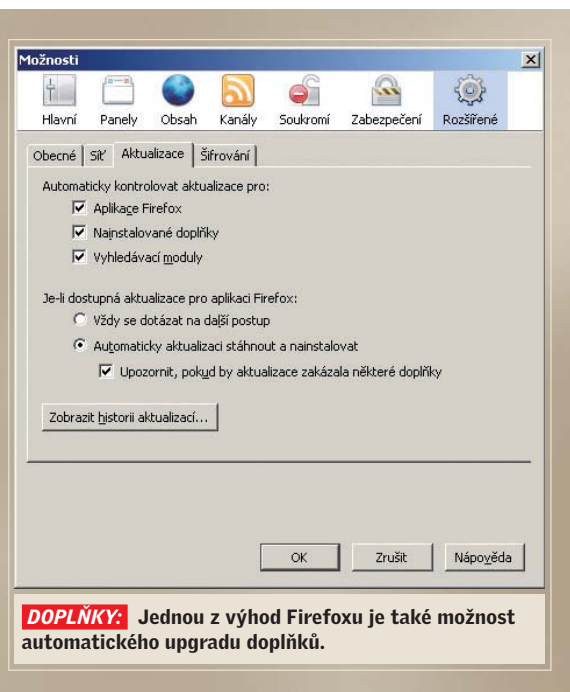 Možnosti
Hlavní Panely Obsah Kanály Soukromí Zabezpečení Rozšířené
Obecné Síť Aktualizace Šifrování
Automaticky kontrolovat aktualizace pro:
Aplikace Firefox
Nainstalované doplňky
Vyhledávací moduly
Je-li dostupná aktualizace pro aplikaci Firefox:
Vždy se dotázat na další postup
Automaticky aktualizaci stáhnout a nainstalovat
Upozornit, pokud by aktualizace zakázala některé doplňky
Zobrazit historii aktualizací...
OK Zrušit Nápověda
DOPLŇKY: Jednou z výhod Firefoxu je také možnost
automatického upgradu doplňků.